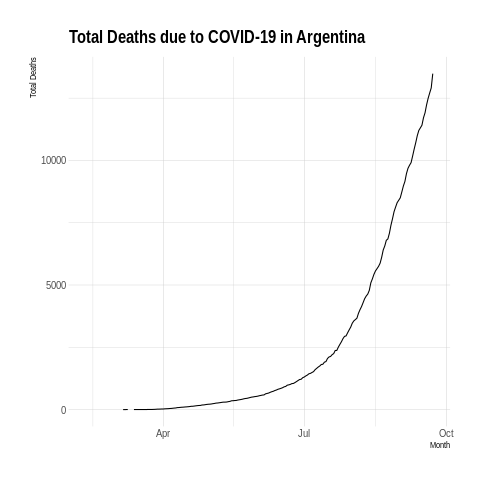 Total Deaths due to COVID-19 in Argentina
Total Deaths
10000
5000
0
Apr
Jul
Oct
Month